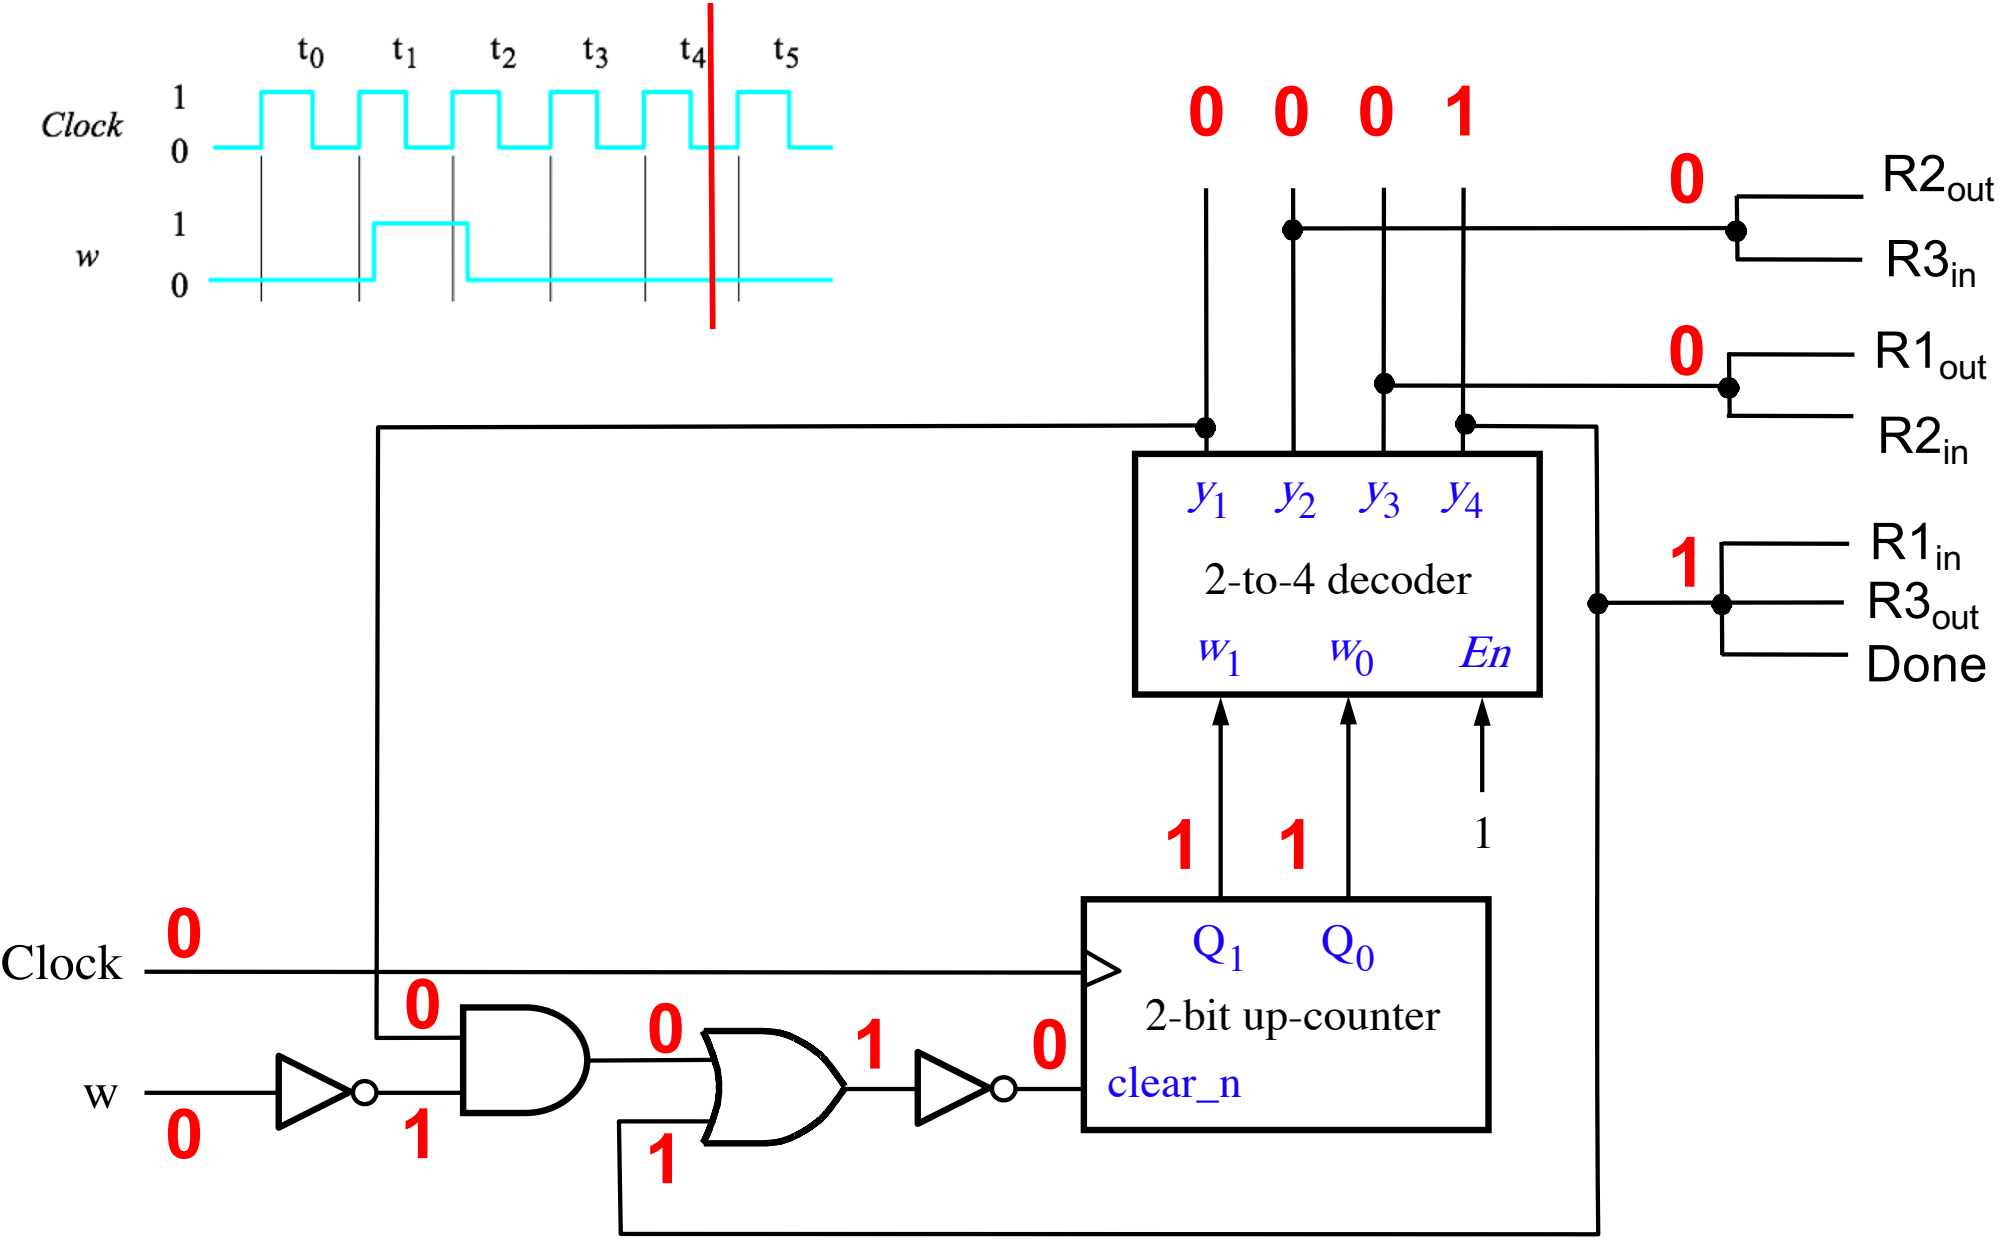 t0 t1 t2 t3 t4 t5
1
Clock
0
1
w
0
0 0 0 1
0 R2out
R3in
0 R1out
R2in
y1 y2 y3 y4
2-to-4 decoder
w1 w0 En
1 R1in
R3out
Done
1 1 1
Clock 0
Q1 Q0
2-bit up-counter
clear_n
0 0 1 0
w
0 1 1